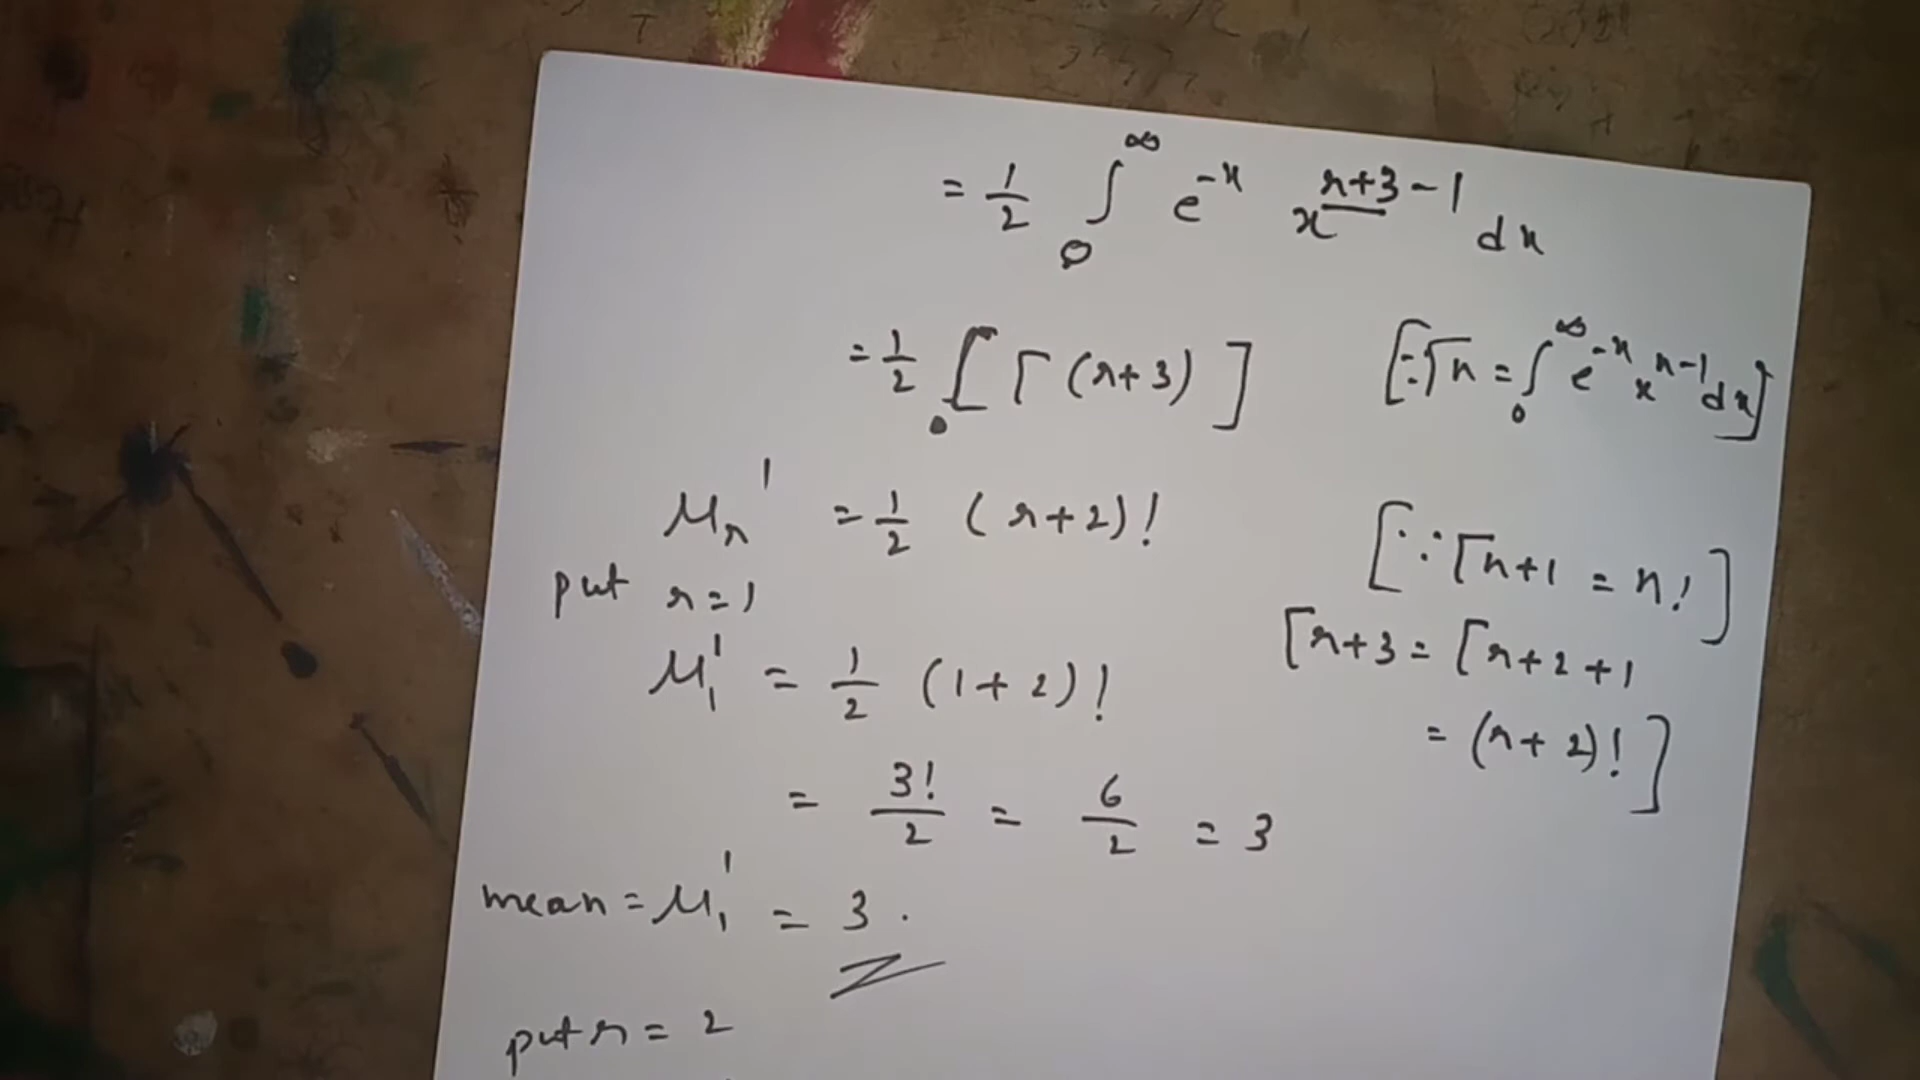 = 1/2 ∫₀^∞ e^-x x^r+3-1 dx
= 1/2 [Γ(r+3)] [∵ Γn = ∫₀^∞ e^-x x^n-1 dx]
μr' = 1/2 (r+2)! [∵ Γn+1 = n!]
put r=1
Γr+3 = Γr+2+1
μ1' = 1/2 (1+2)!
= (r+2)!]
= 3!/2 = 6/2 = 3
mean = μ1' = 3.
put r = 2